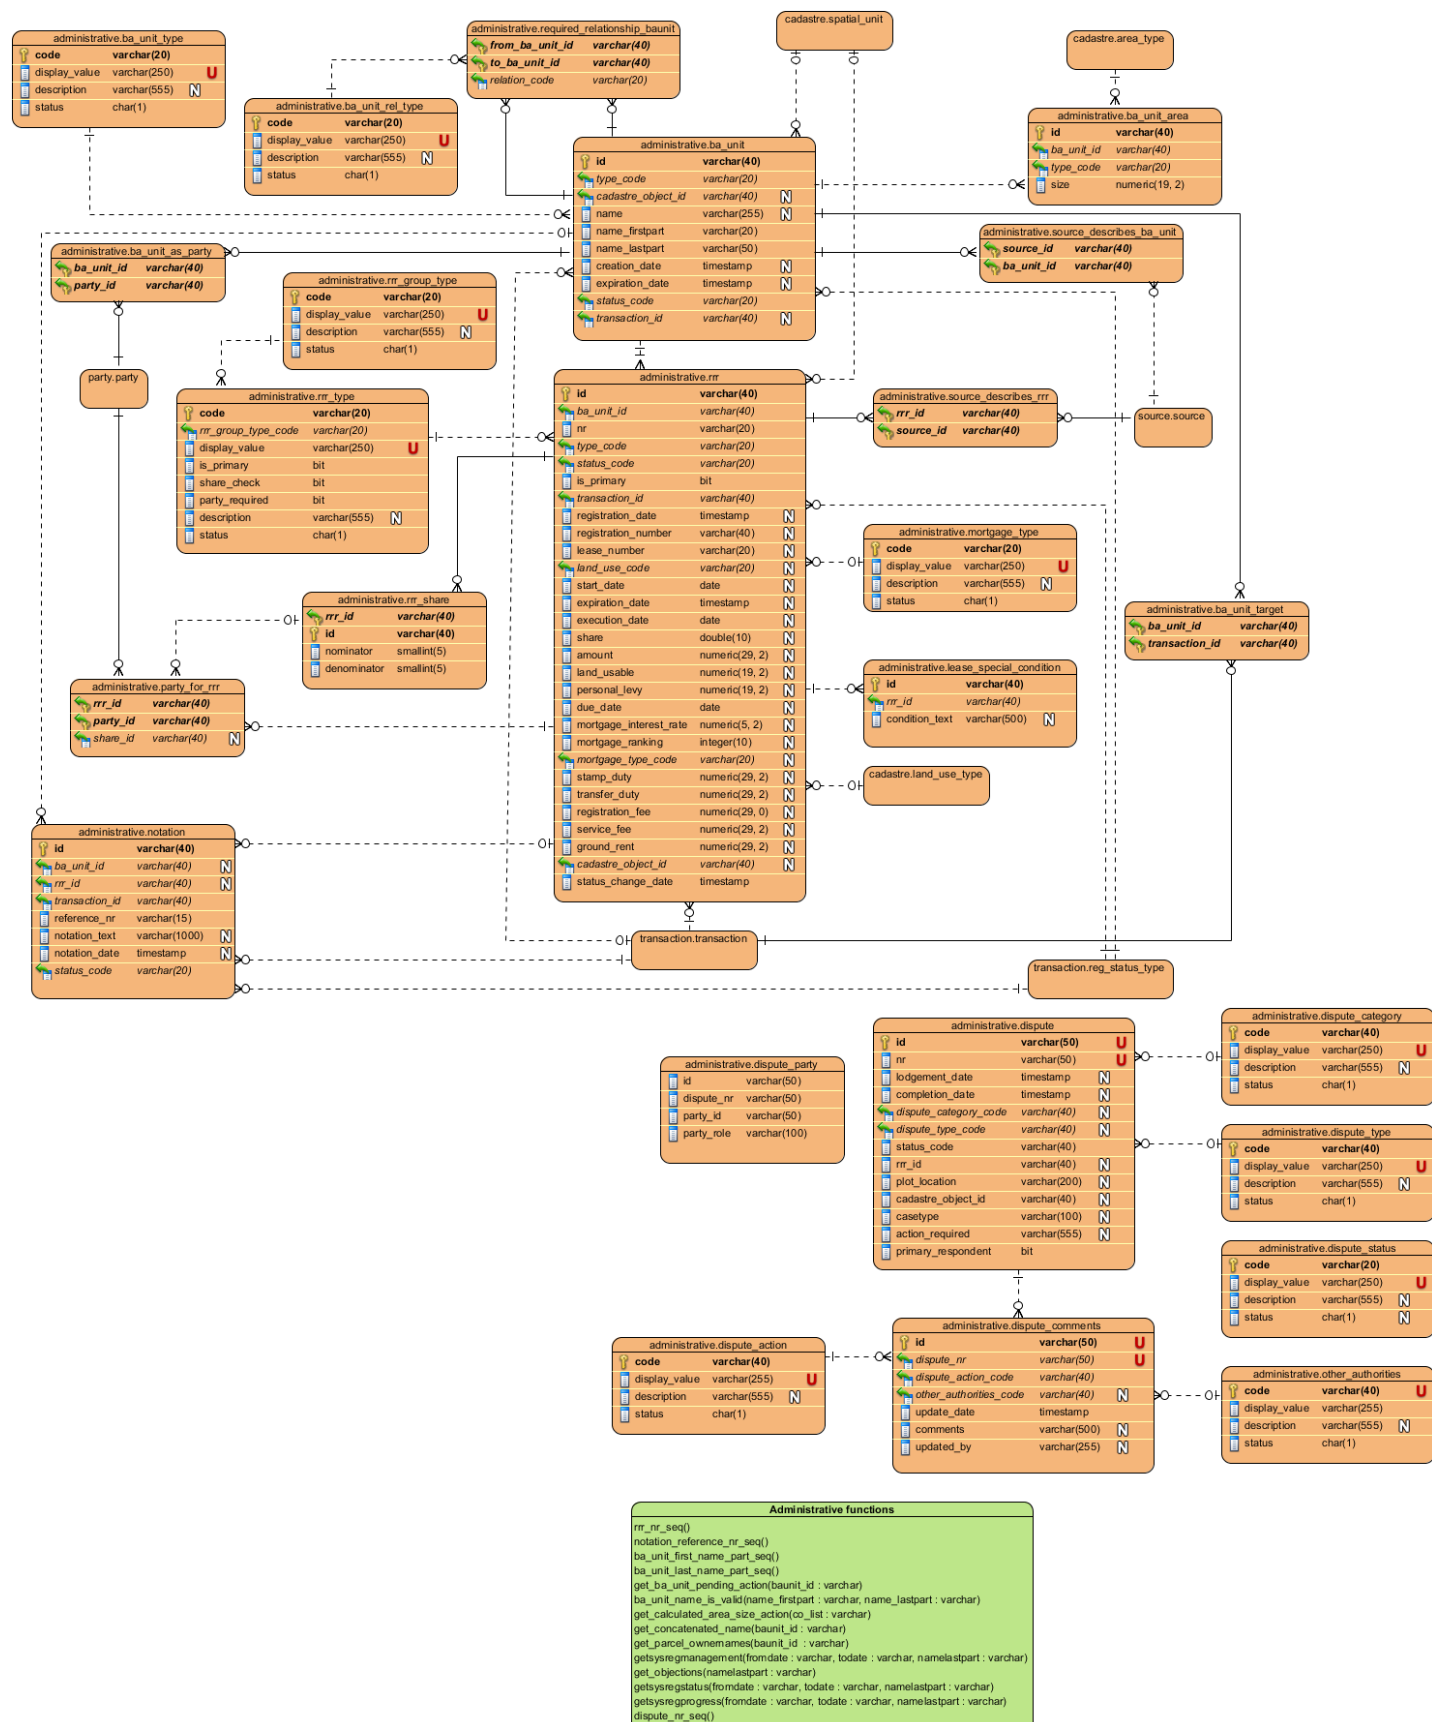 administrative.ba_unit_type
code varchar(20)
display_value varchar(250) U
description varchar(555) N
status char(1)
administrative.required_relationship_baunit
from_ba_unit_id varchar(40)
to_ba_unit_id varchar(40)
relation_code varchar(20)
cadastre.spatial_unit
cadastre.area_type
administrative.ba_unit_rel_type
code varchar(20)
display_value varchar(250) U
description varchar(555) N
status char(1)
administrative.ba_unit_area
id varchar(40)
ba_unit_id varchar(40)
type_code varchar(20)
size numeric(19, 2)
administrative.ba_unit
id varchar(40)
type_code varchar(20)
cadastre_object_id varchar(40) N
name varchar(255) N
name_firstpart varchar(20)
name_lastpart varchar(50)
creation_date timestamp N
expiration_date timestamp N
status_code varchar(20)
transaction_id varchar(40) N
administrative.ba_unit_as_party
ba_unit_id varchar(40)
party_id varchar(40)
administrative.source_describes_ba_unit
source_id varchar(40)
ba_unit_id varchar(40)
administrative.rrr_group_type
code varchar(20)
display_value varchar(250) U
description varchar(555) N
status char(1)
party.party
administrative.rrr_type
code varchar(20)
rrr_group_type_code varchar(20)
display_value varchar(250) U
is_primary bit
share_check bit
party_required bit
description varchar(555) N
status char(1)
administrative.rrr
id varchar(40)
ba_unit_id varchar(40)
nr varchar(20)
type_code varchar(20)
status_code varchar(20)
is_primary bit
transaction_id varchar(40)
registration_date timestamp N
registration_number varchar(40) N
lease_number varchar(20) N
land_use_code varchar(20) N
start_date date N
expiration_date timestamp N
execution_date date N
share double(10) N
amount numeric(29, 2) N
land_usable numeric(19, 2) N
personal_levy numeric(19, 2) N
due_date date N
mortgage_interest_rate numeric(5, 2) N
mortgage_ranking integer(10) N
mortgage_type_code varchar(20) N
stamp_duty numeric(29, 2) N
transfer_duty numeric(29, 2) N
registration_fee numeric(29, 0) N
service_fee numeric(29, 2) N
ground_rent numeric(29, 2) N
cadastre_object_id varchar(40) N
status_change_date timestamp
administrative.source_describes_rrr
rrr_id varchar(40)
source_id varchar(40)
source.source
administrative.mortgage_type
code varchar(20)
display_value varchar(250) U
description varchar(555) N
status char(1)
administrative.rrr_share
rrr_id varchar(40)
id varchar(40)
nominator smallint(5)
denominator smallint(5)
administrative.ba_unit_target
ba_unit_id varchar(40)
transaction_id varchar(40)
administrative.party_for_rrr
rrr_id varchar(40)
party_id varchar(40)
share_id varchar(40) N
administrative.lease_special_condition
id varchar(40)
rrr_id varchar(40)
condition_text varchar(500) N
cadastre.land_use_type
administrative.notation
id varchar(40)
ba_unit_id varchar(40) N
rrr_id varchar(40) N
transaction_id varchar(40)
reference_nr varchar(15)
notation_text varchar(1000) N
notation_date timestamp N
status_code varchar(20)
transaction.transaction
transaction.reg_status_type
administrative.dispute_party
id varchar(50)
dispute_nr varchar(50)
party_id varchar(50)
party_role varchar(100)
administrative.dispute
id varchar(50) U
nr varchar(50) U
lodgement_date timestamp N
completion_date timestamp N
dispute_category_code varchar(40) N
dispute_type_code varchar(40) N
status_code varchar(40)
rrr_id varchar(40) N
plot_location varchar(200) N
cadastre_object_id varchar(40) N
casetype varchar(100) N
action_required varchar(555) N
primary_respondent bit
administrative.dispute_category
code varchar(40)
display_value varchar(250) U
description varchar(555) N
status char(1)
administrative.dispute_type
code varchar(40)
display_value varchar(250) U
description varchar(555) N
status char(1)
administrative.dispute_status
code varchar(20)
display_value varchar(250) U
description varchar(555) N
status char(1) N
administrative.dispute_action
code varchar(40)
display_value varchar(255) U
description varchar(555) N
status char(1)
administrative.dispute_comments
id varchar(50) U
dispute_nr varchar(50) U
dispute_action_code varchar(40)
other_authorities_code varchar(40) N
update_date timestamp
comments varchar(500) N
updated_by varchar(255) N
administrative.other_authorities
code varchar(40) U
display_value varchar(255)
description varchar(555) N
status char(1)
Administrative functions
rrr_nr_seq()
notation_reference_nr_seq()
ba_unit_first_name_part_seq()
ba_unit_last_name_part_seq()
get_ba_unit_pending_action(baunit_id : varchar)
ba_unit_name_is_valid(name_firstpart : varchar, name_lastpart : varchar)
get_calculated_area_size_action(co_list : varchar)
get_concatenated_name(baunit_id : varchar)
get_parcel_ownernames(baunit_id : varchar)
getsysregmanagement(fromdate : varchar, todate : varchar, namelastpart : varchar)
get_objections(namelastpart : varchar)
getsysregstatus(fromdate : varchar, todate : varchar, namelastpart : varchar)
getsysregprogress(fromdate : varchar, todate : varchar, namelastpart : varchar)
dispute_nr_seq()